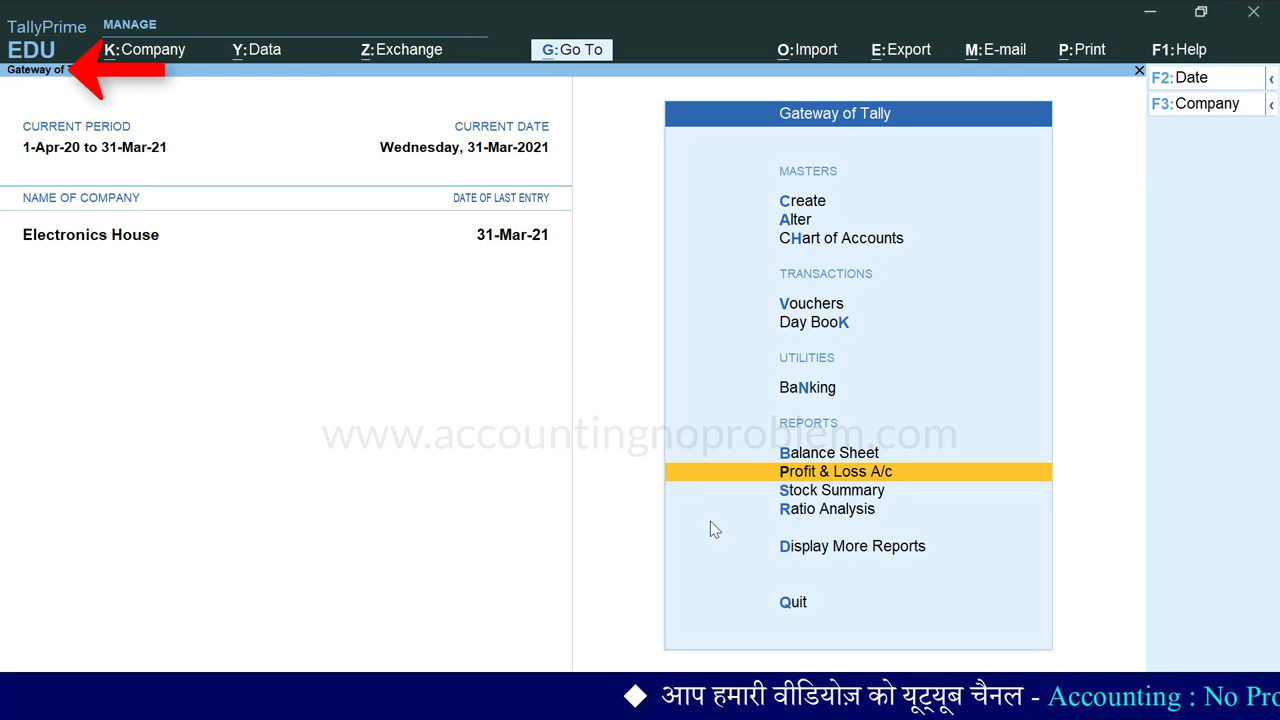 TallyPrime
EDU
MANAGE
K:Company
Y:Data
Z:Exchange
G:Go To
O:Import
E:Export
M:E-mail
P:Print
F1:Help
Gateway of
F2:Date
F3:Company
CURRENT PERIOD
CURRENT DATE
1-Apr-20 to 31-Mar-21
Wednesday, 31-Mar-2021
NAME OF COMPANY
DATE OF LAST ENTRY
Electronics House
31-Mar-21
Gateway of Tally
MASTERS
Create
Alter
CHart of Accounts
TRANSACTIONS
Vouchers
Day BooK
UTILITIES
BaNking
REPORTS
Balance Sheet
Profit & Loss A/c
Stock Summary
Ratio Analysis
Display More Reports
Quit
www.accountingnoproblem.com
◆ आप हमारी वीडियोज़ को यूट्यूब चैनल - Accounting : No